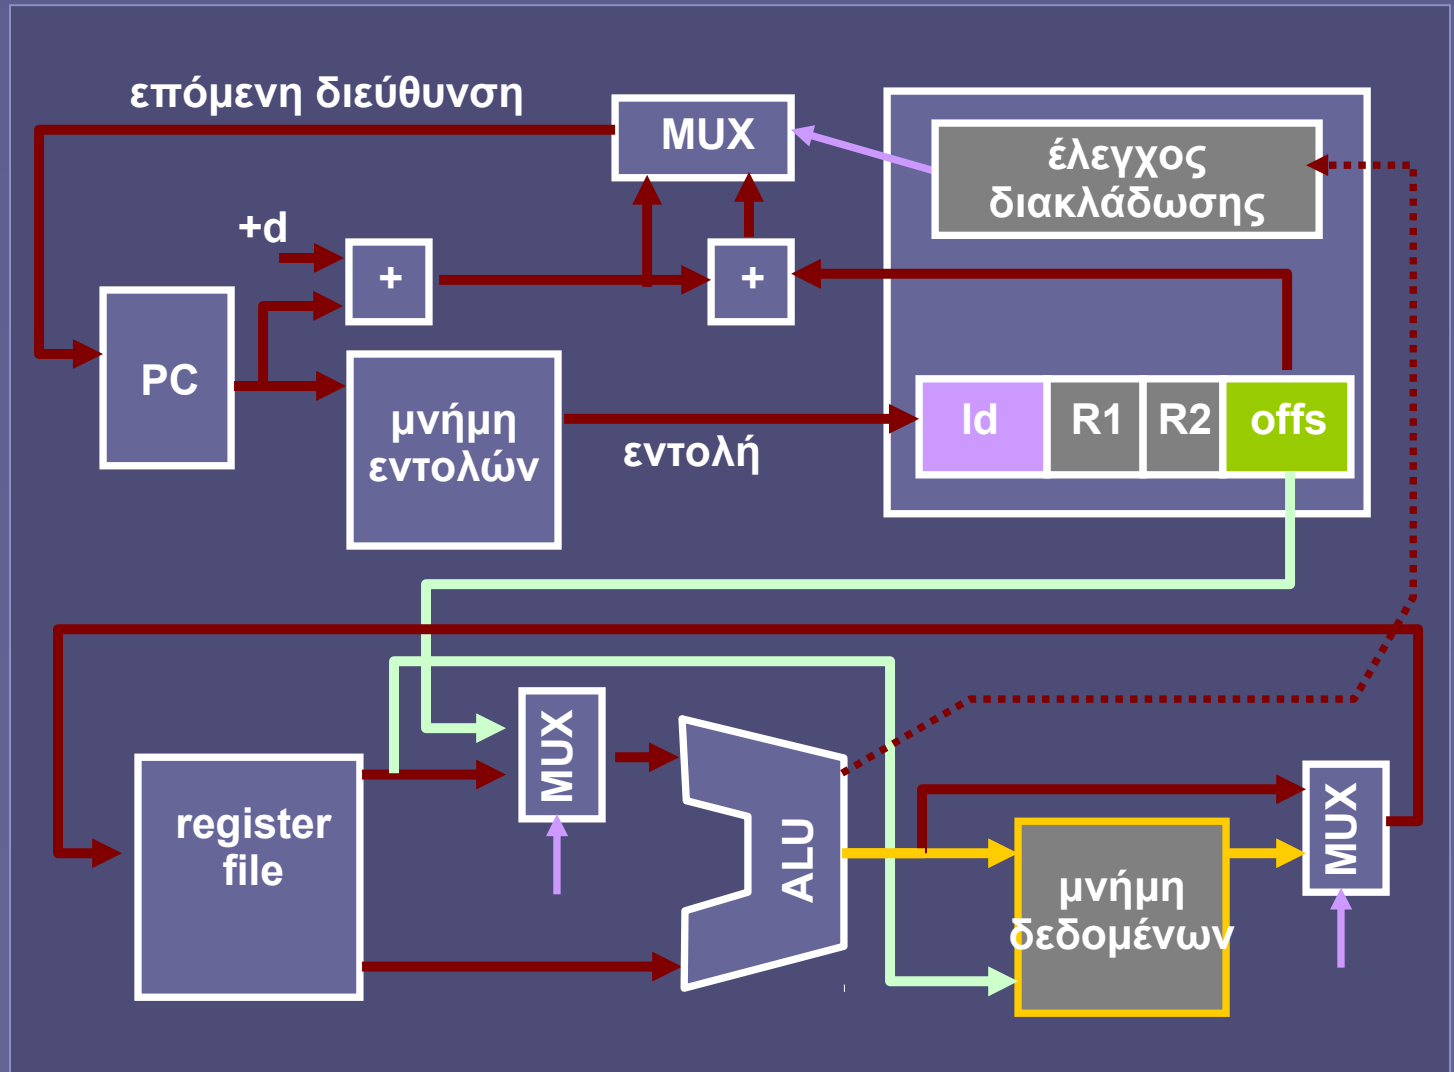 επόμενη διεύθυνση
MUX
έλεγχος
διακλάδωσης
+d
+
+
PC
μνήμη
εντολών
εντολή
ld
R1
R2
offs
MUX
register
file
ALU
μνήμη
δεδομένων
MUX